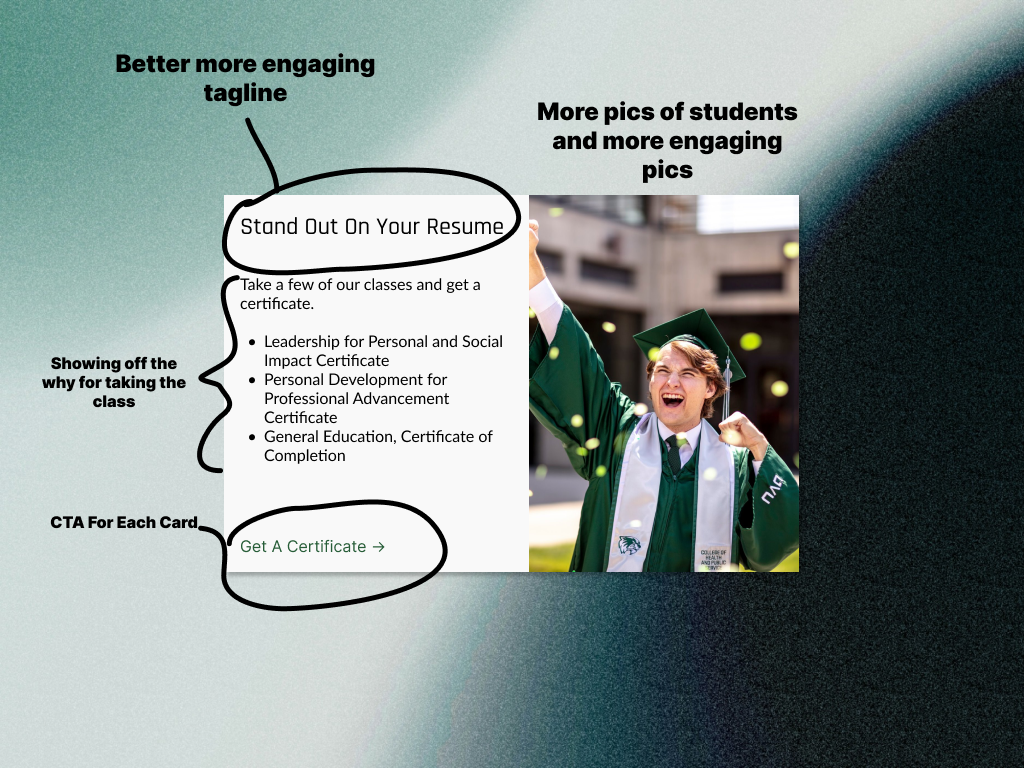 Better more engaging
tagline
More pics of students
and more engaging
pics
Stand Out On Your Resume
Take a few of our classes and get a
certificate.
• Leadership for Personal and Social
Impact Certificate
• Personal Development for
Professional Advancement
Certificate
• General Education, Certificate of
Completion
Showing off the
why for taking the
class
CTA For Each Card
Get A Certificate →
COLLEGE OF
HEALTH
AND PUBLIC